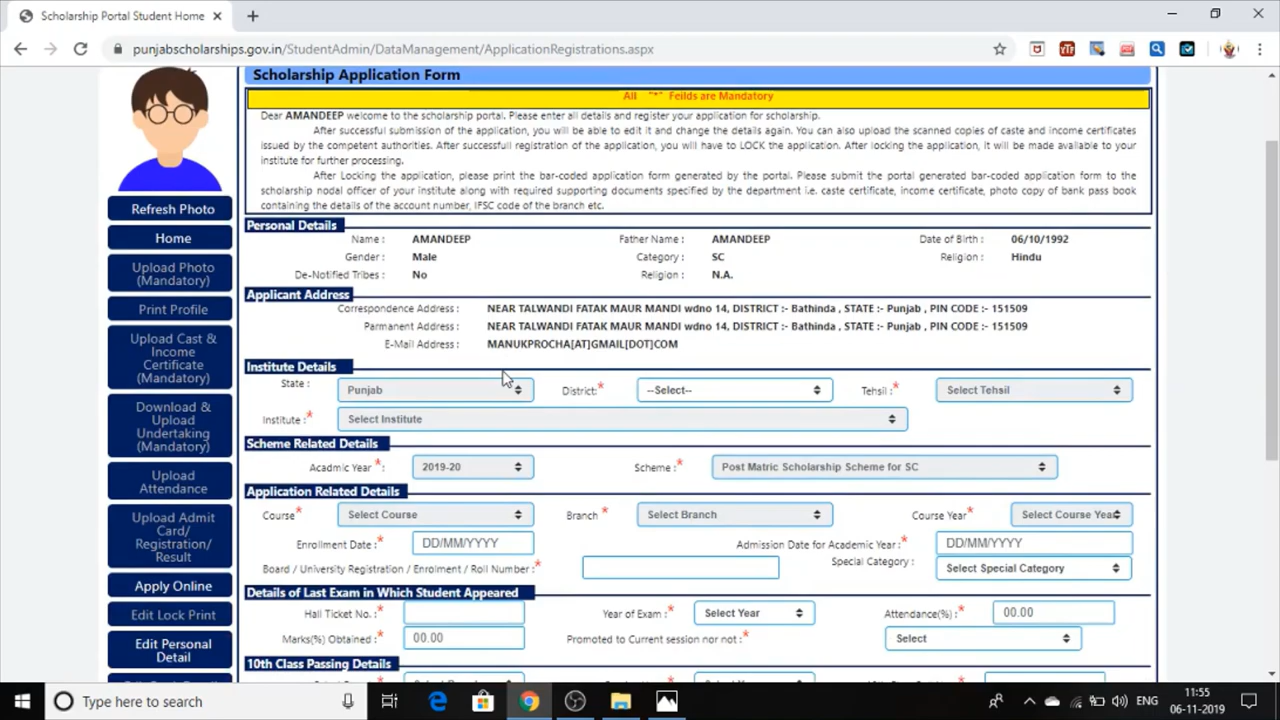 Scholarship Portal Student Home
punjabscholarships.gov.in/StudentAdmin/DataManagement/ApplicationRegistrations.aspx
Scholarship Application Form
All "*" Feilds are Mandatory
Dear AMANDEEP welcome to the scholarship portal. Please enter all details and register your application for scholarship.
After successful submission of the application, you will be able to edit it and change the details again. You can also upload the scanned copies of caste and income certificates
issued by the competent authorities. After successfull registration of the application, you will have to LOCK the application. After locking the application, it will be made available to your
institute for further processing.
After Locking the application, please print the bar-coded application form generated by the portal. Please submit the portal generated bar-coded application form to the
scholarship nodal officer of your institute along with required supporting documents specified by the department i.e. caste certificate, income certificate, photo copy of bank pass book
containing the details of the account number, IFSC code of the branch etc.
Refresh Photo
Home
Upload Photo
(Mandatory)
Print Profile
Upload Cast &
Income
Certificate
(Mandatory)
Download &
Upload
Undertaking
(Mandatory)
Upload
Attendance
Upload Admit
Card/
Registration/
Result
Apply Online
Edit Lock Print
Edit Personal
Detail
Personal Details
Name : AMANDEEP Father Name : AMANDEEP Date of Birth : 06/10/1992
Gender : Male Category : SC Religion : Hindu
De-Notified Tribes : No Religion : N.A.
Applicant Address
Correspondence Address : NEAR TALWANDI FATAK MAUR MANDI wdno 14, DISTRICT :- Bathinda , STATE :- Punjab , PIN CODE :- 151509
Parmanent Address : NEAR TALWANDI FATAK MAUR MANDI wdno 14, DISTRICT :- Bathinda , STATE :- Punjab , PIN CODE :- 151509
E-Mail Address : MANUKPROCHA[AT]GMAIL[DOT]COM
Institute Details
State : Punjab District:* --Select-- Tehsil :* Select Tehsil
Institute :* Select Institute
Scheme Related Details
Acadmic Year *: 2019-20 Scheme :* Post Matric Scholarship Scheme for SC
Application Related Details
Course :* Select Course Branch :* Select Branch Course Year :* Select Course Year
Enrollment Date :* DD/MM/YYYY Admission Date for Academic Year :* DD/MM/YYYY
Board / University Registration / Enrolment / Roll Number :* Special Category : Select Special Category
Details of Last Exam in Which Student Appeared
Hall Ticket No. :* Year of Exam :* Select Year Attendance(%) :* 00.00
Marks(%) Obtained :* 00.00 Promoted to Current session nor not :* Select
10th Class Passing Details
Type here to search
ENG
11:55
06-11-2019